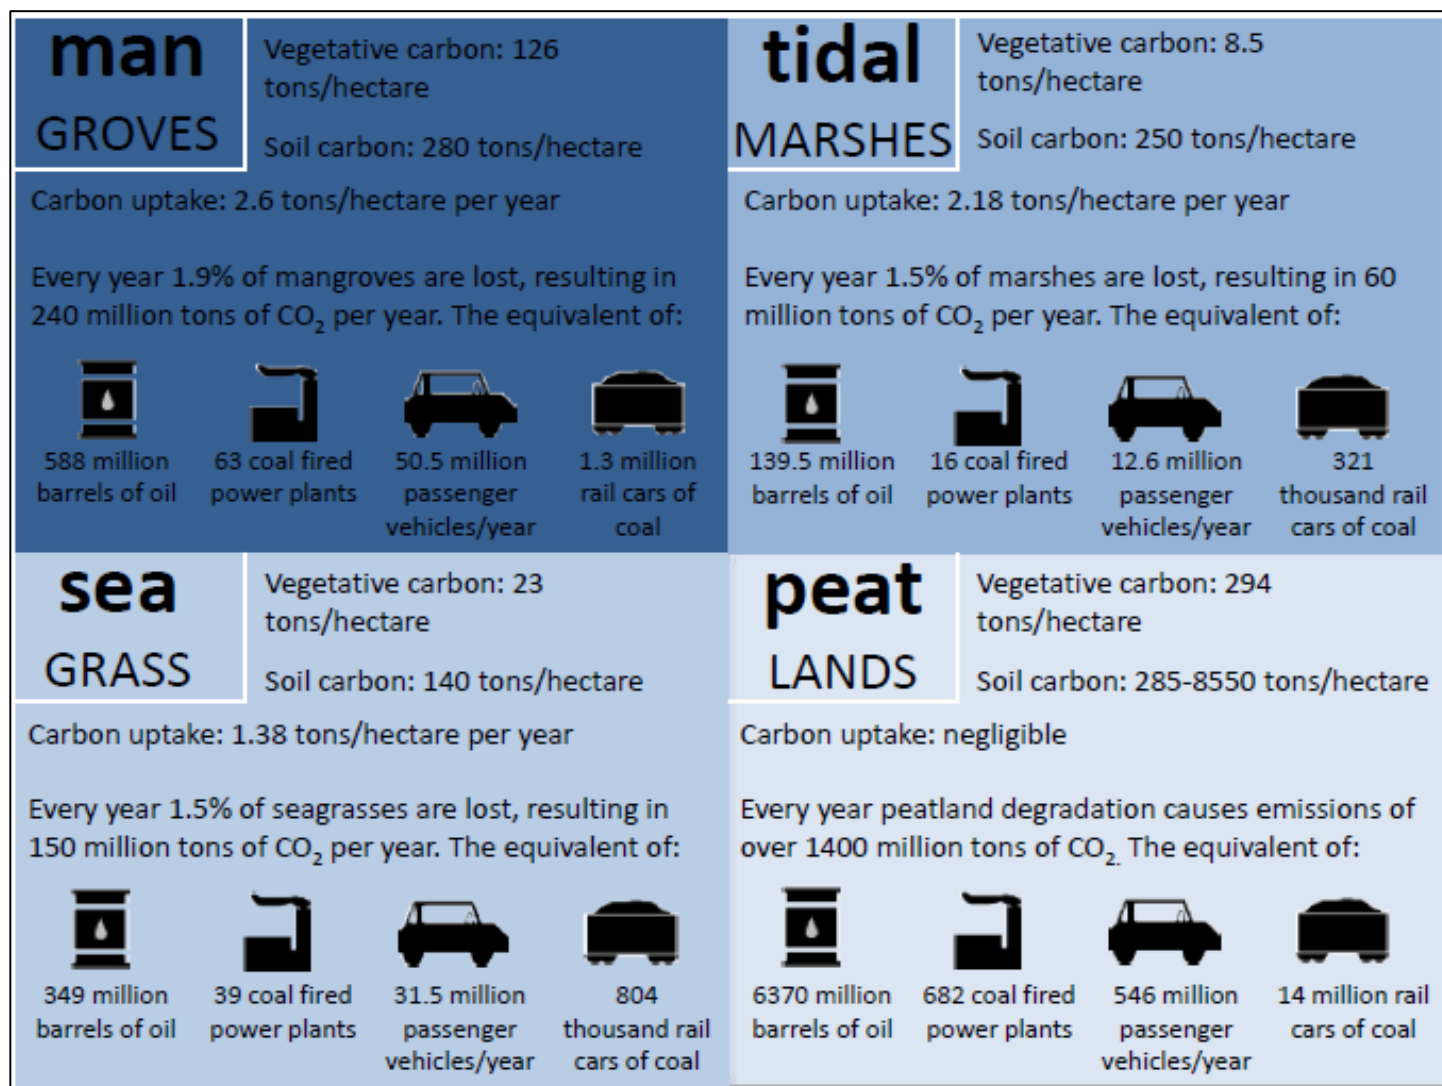 man
GROVES
Vegetative carbon: 126
tons/hectare
Soil carbon: 280 tons/hectare
Carbon uptake: 2.6 tons/hectare per year
Every year 1.9% of mangroves are lost, resulting in
240 million tons of CO₂ per year. The equivalent of:
588 million
barrels of oil
63 coal fired
power plants
50.5 million
passenger
vehicles/year
1.3 million
rail cars of
coal
tidal
MARSHES
Vegetative carbon: 8.5
tons/hectare
Soil carbon: 250 tons/hectare
Carbon uptake: 2.18 tons/hectare per year
Every year 1.5% of marshes are lost, resulting in 60
million tons of CO₂ per year. The equivalent of:
139.5 million
barrels of oil
16 coal fired
power plants
12.6 million
passenger
vehicles/year
321
thousand rail
cars of coal
sea
GRASS
Vegetative carbon: 23
tons/hectare
Soil carbon: 140 tons/hectare
Carbon uptake: 1.38 tons/hectare per year
Every year 1.5% of seagrasses are lost, resulting in
150 million tons of CO₂ per year. The equivalent of:
349 million
barrels of oil
39 coal fired
power plants
31.5 million
passenger
vehicles/year
804
thousand rail
cars of coal
peat
LANDS
Vegetative carbon: 294
tons/hectare
Soil carbon: 285-8550 tons/hectare
Carbon uptake: negligible
Every year peatland degradation causes emissions of
over 1400 million tons of CO₂. The equivalent of:
6370 million
barrels of oil
682 coal fired
power plants
546 million
passenger
vehicles/year
14 million rail
cars of coal